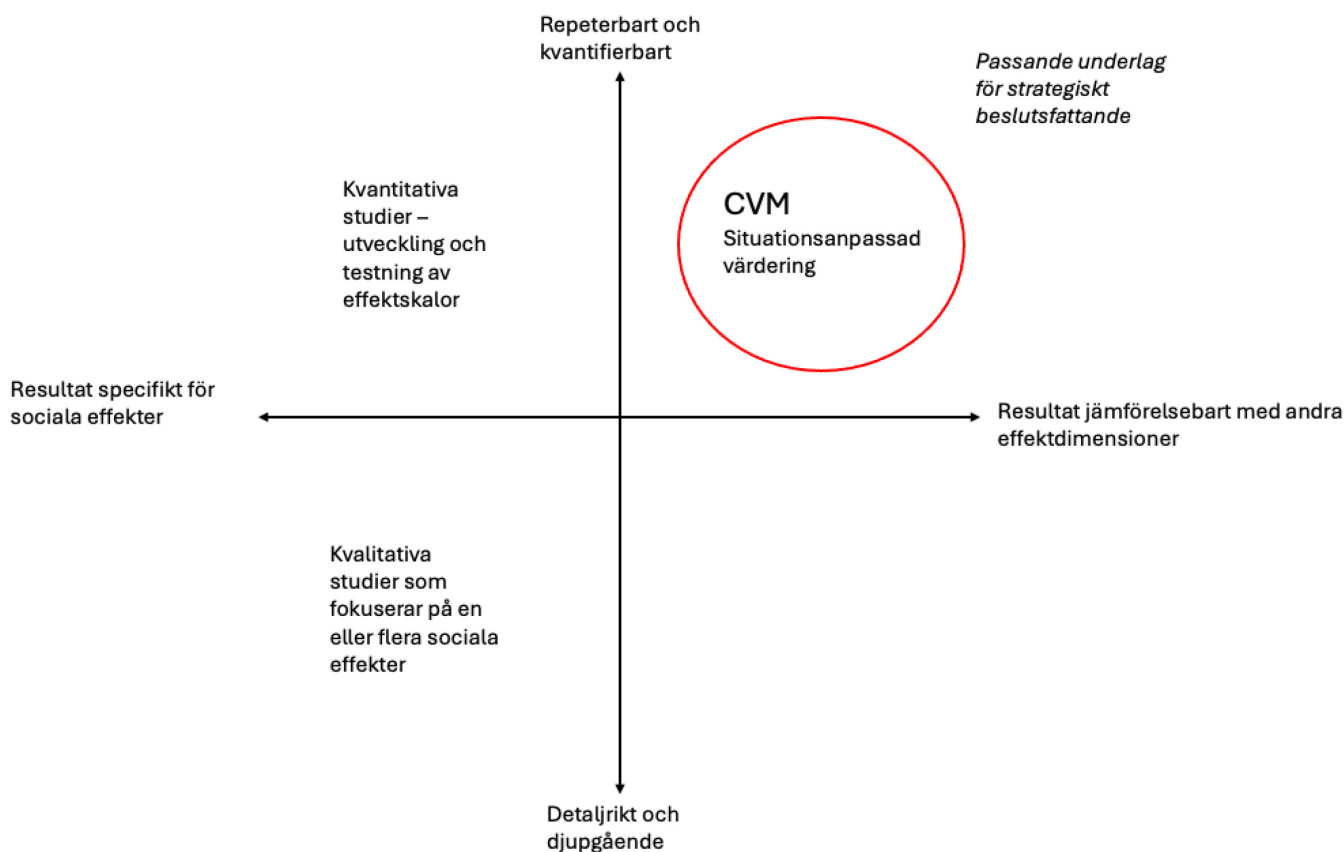 Repeterbart och
kvantifierbart
Passande underlag
för strategiskt
beslutsfattande
Kvantitativa
studier –
utveckling och
testning av
effektskalor
CVM
Situationsanpassad
värdering
Resultat specifikt för
sociala effekter
Resultat jämförelsebart med andra
effektdimensioner
Kvalitativa
studier som
fokuserar på en
eller flera sociala
effekter
Detaljrikt och
djupgående